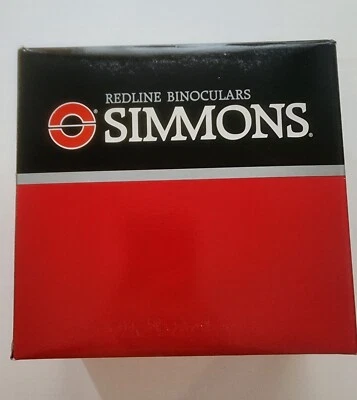 REDLINE BINOCULARS
SIMMONS®